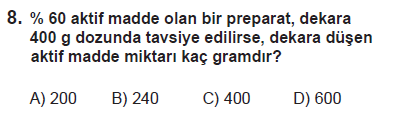 8. % 60 aktif madde olan bir preparat, dekara
400 g dozunda tavsiye edilirse, dekara düşen
aktif madde miktarı kaç gramdır?
A) 200 B) 240 C) 400 D) 600